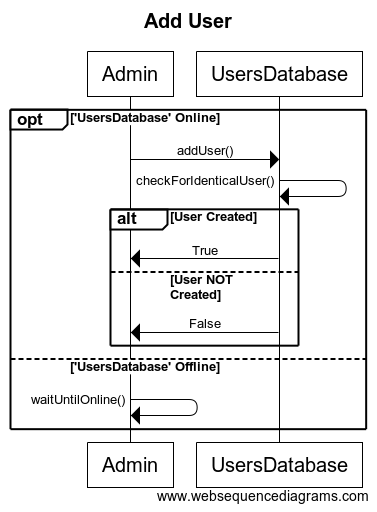 Add User
Admin
UsersDatabase
opt
['UsersDatabase' Online]
addUser()
checkForIdenticalUser()
alt
[User Created]
True
[User NOT
Created]
False
['UsersDatabase' Offline]
waitUntilOnline()
Admin
UsersDatabase
www.websequencediagrams.com